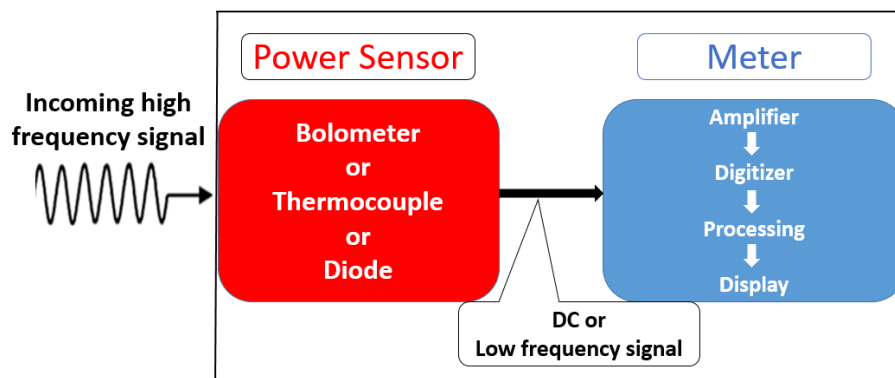 Power Sensor
Meter
Incoming high
frequency signal
Bolometer
or
Thermocouple
or
Diode
Amplifier
Digitizer
Processing
Display
DC or
Low frequency signal